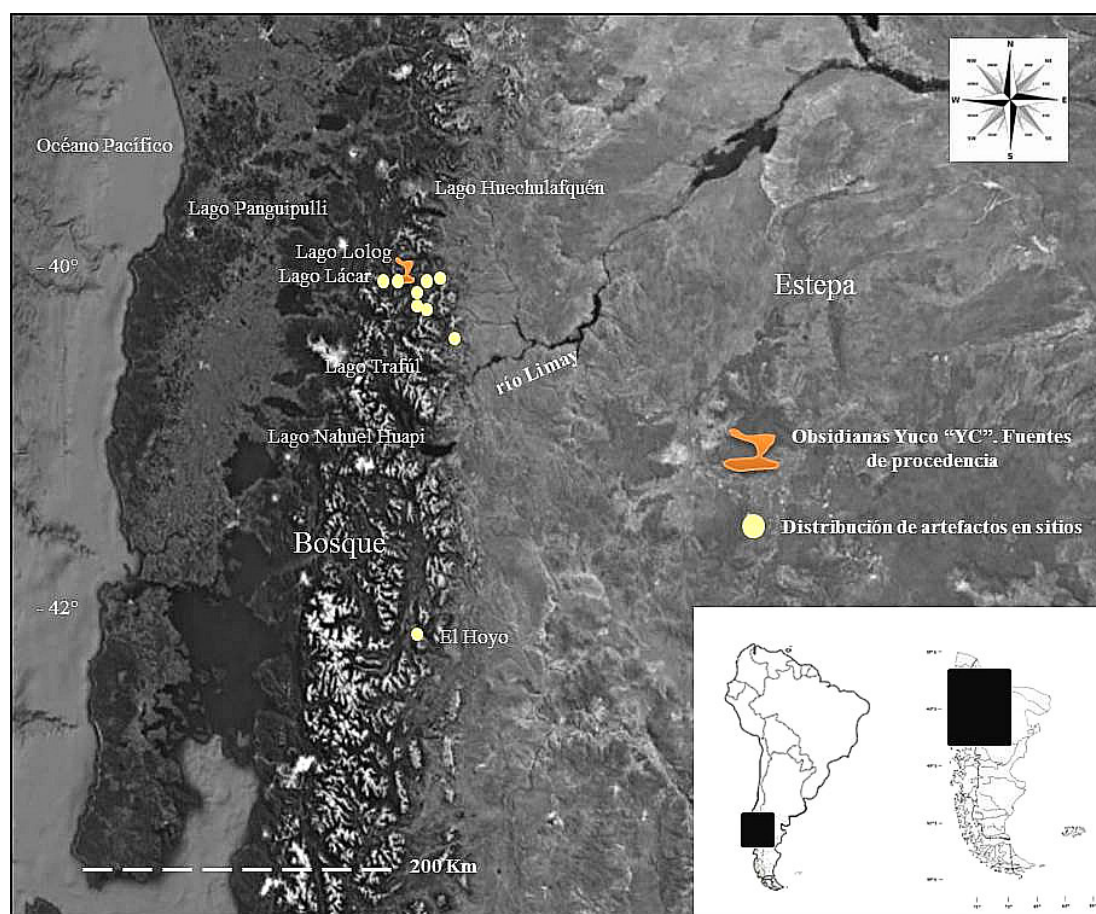 N
W
E
S
Océano Pacífico
Lago Huechulafquén
Lago Panguipulli
Lago Lolog
- 40°
Lago Lácar
Estepa
Lago Trafúl
río Limay
Lago Nahuel Huapi
Obsidianas Yuco “YC”. Fuentes
de procedencia
Distribución de artefactos en sitios
Bosque
- 42°
El Hoyo
200 Km